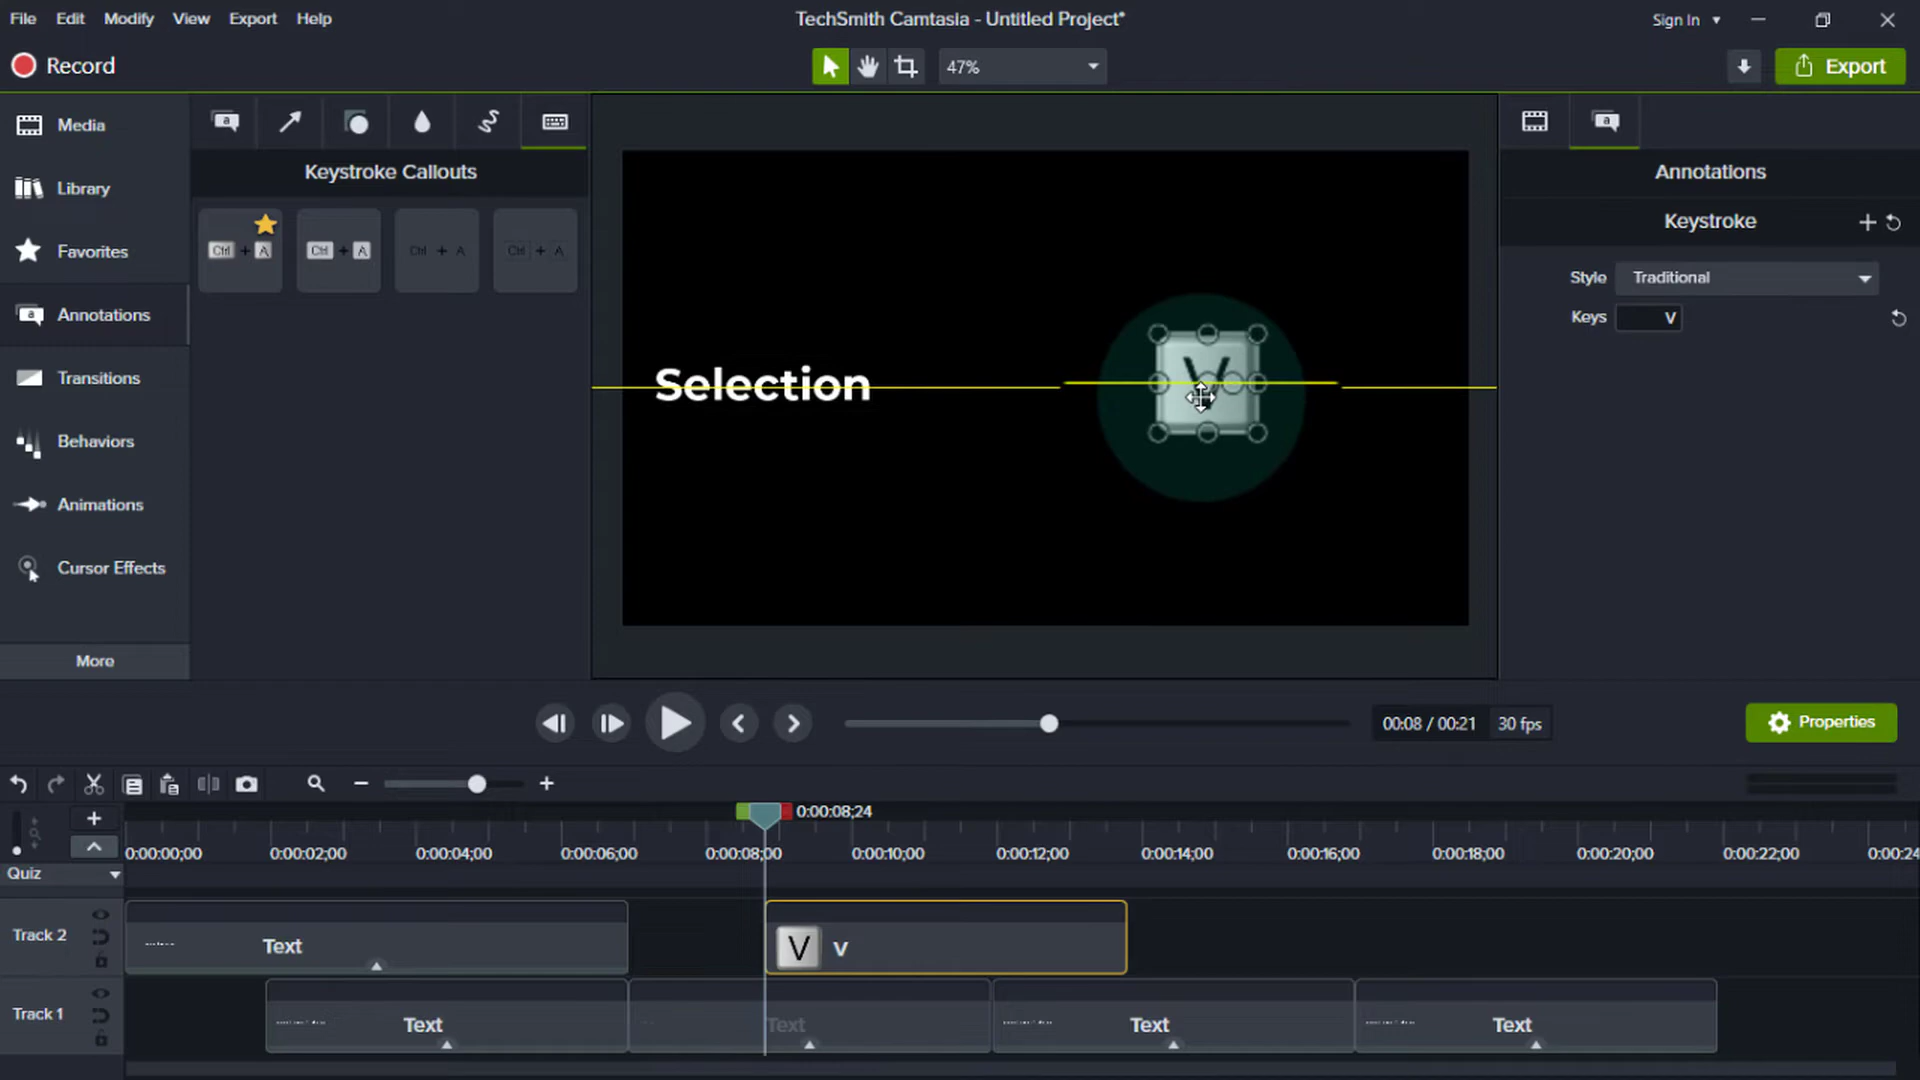 File Edit Modify View Export Help
TechSmith Camtasia - Untitled Project*
Sign In
Record
47%
Export
Media
Library
Favorites
Annotations
Transitions
Behaviors
Animations
Cursor Effects
More
Keystroke Callouts
Ctrl + A
Ctrl + A
Ctrl + A
Ctrl + A
Selection
V
Annotations
Keystroke
Style Traditional
Keys V
00:08 / 00:21 30 fps
Properties
0:00:08;24
0:00:00;00 0:00:02;00 0:00:04;00 0:00:06;00 0:00:08;00 0:00:10;00 0:00:12;00 0:00:14;00 0:00:16;00 0:00:18;00 0:00:20;00 0:00:22;00 0:00:24
Quiz
Track 2 Text V V
Track 1 Text Text Text Text